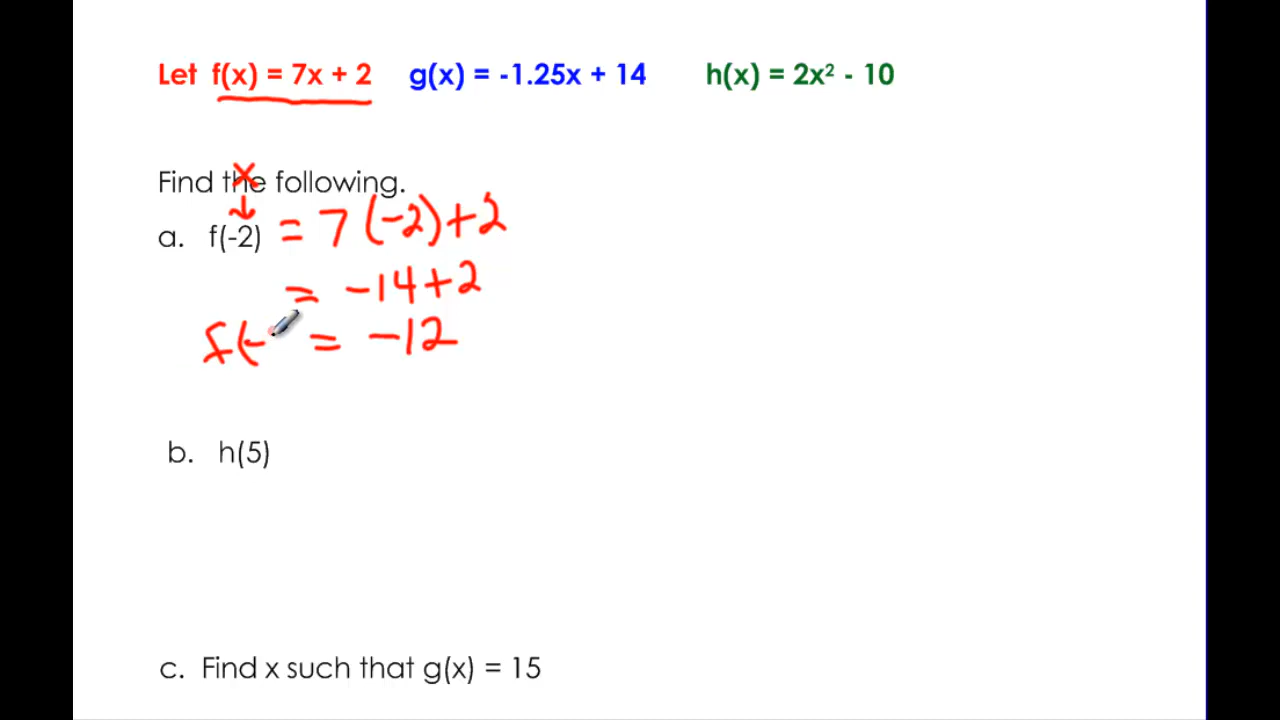 Let f(x) = 7x + 2 g(x) = -1.25x + 14 h(x) = 2x² - 10
Find the following.
x
↓
a. f(-2) = 7(-2)+2
= -14+2
f(- = -12
b. h(5)
c. Find x such that g(x) = 15